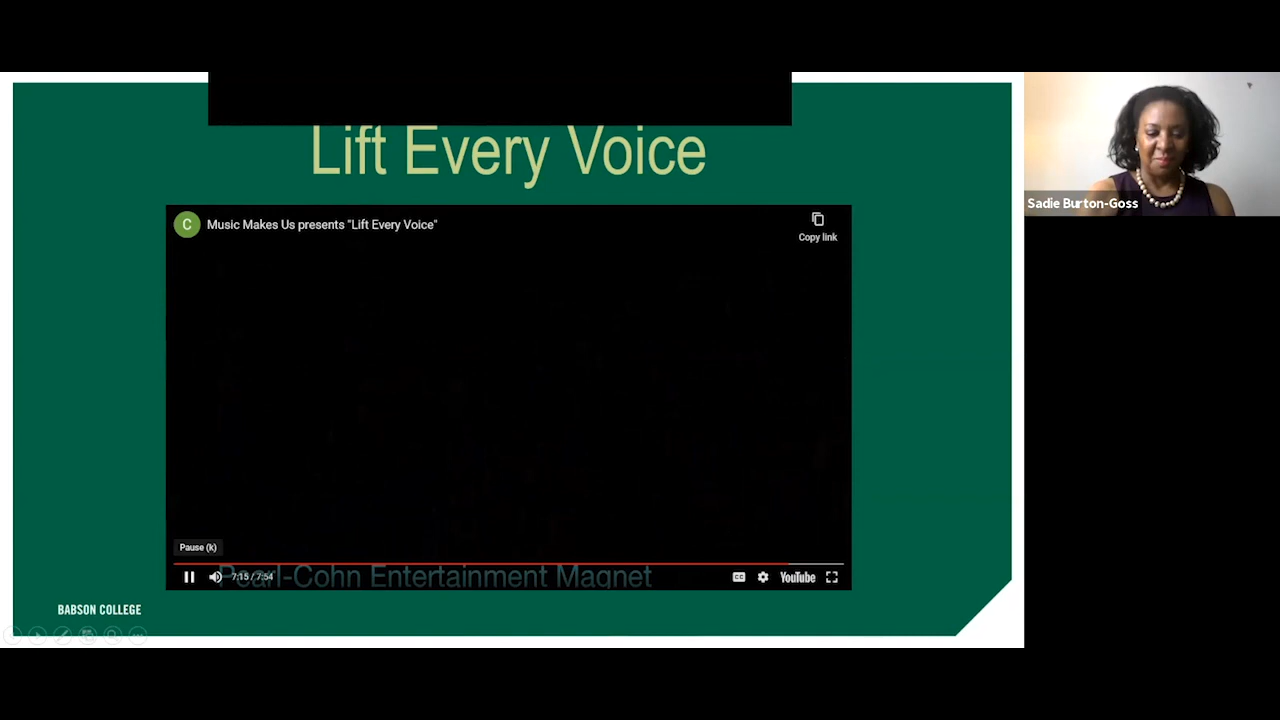 Lift Every Voice
C
Music Makes Us presents "Lift Every Voice"
Copy link
Sadie Burton-Goss
Pause (k)
7:15 / 7:54
Pearl-Cohn Entertainment Magnet
CC
YouTube
BABSON COLLEGE